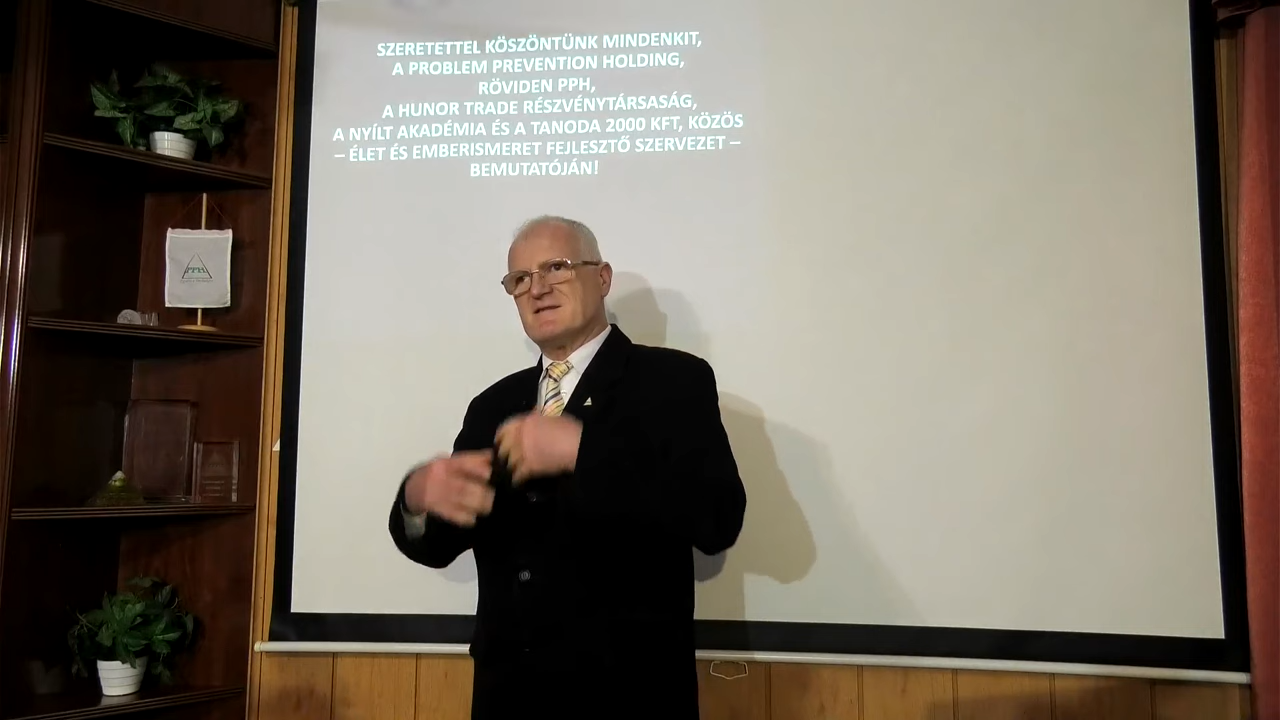 SZERETETTEL KÖSZÖNTÜNK MINDENKIT,
A PROBLEM PREVENTION HOLDING,
RÖVIDEN PPH,
A HUNOR TRADE RÉSZVÉNYTÁRSASÁG,
A NYÍLT AKADÉMIA ÉS A TANODA 2000 KFT, KÖZÖS
– ÉLET ÉS EMBERISMERET FEJLESZTŐ SZERVEZET –
BEMUTATÓJÁN!
PPH